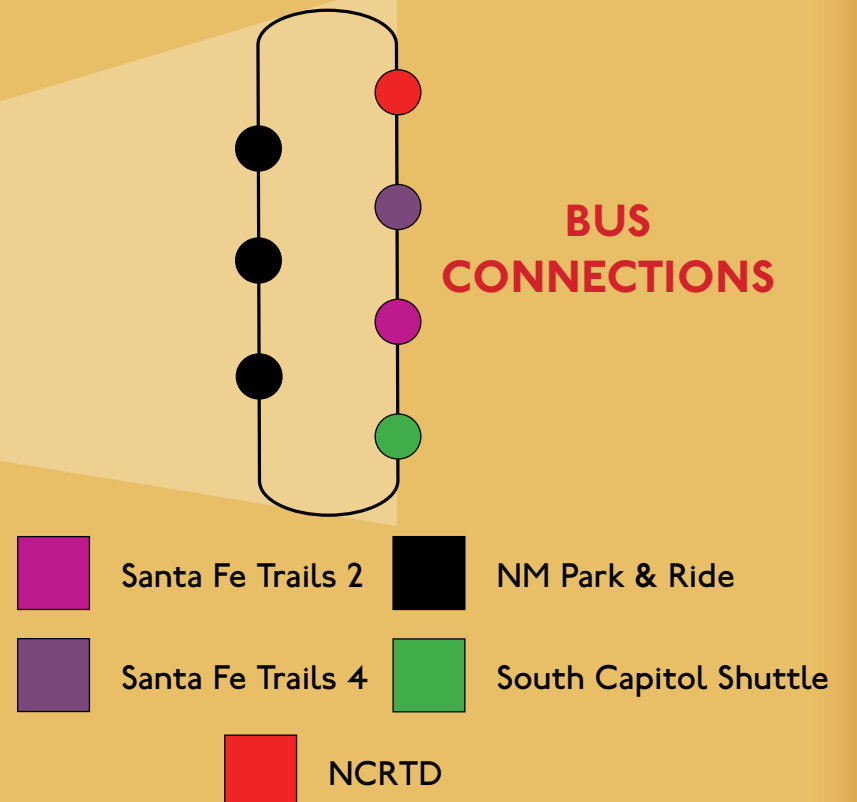 BUS
CONNECTIONS
Santa Fe Trails 2
NM Park & Ride
Santa Fe Trails 4
South Capitol Shuttle
NCRTD